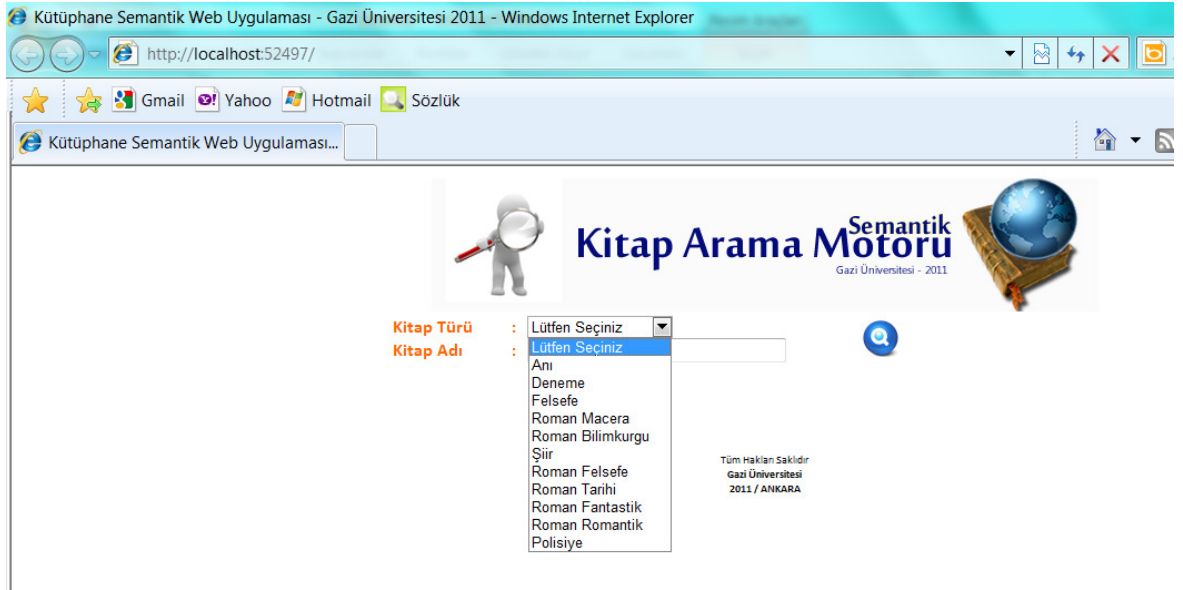 Kütüphane Semantik Web Uygulaması - Gazi Üniversitesi 2011 - Windows Internet Explorer
http://localhost:52497/
Gmail Yahoo Hotmail Sözlük
Kütüphane Semantik Web Uygulaması...
Semantik
Kitap Arama Motoru
Gazi Üniversitesi - 2011
Kitap Türü : Lütfen Seçiniz
Kitap Adı :
Lütfen Seçiniz
Anı
Deneme
Felsefe
Roman Macera
Roman Bilimkurgu
Şiir
Roman Felsefe
Roman Tarihi
Roman Fantastik
Roman Romantik
Polisiye
Tüm Hakları Saklıdır
Gazi Üniversitesi
2011 / ANKARA